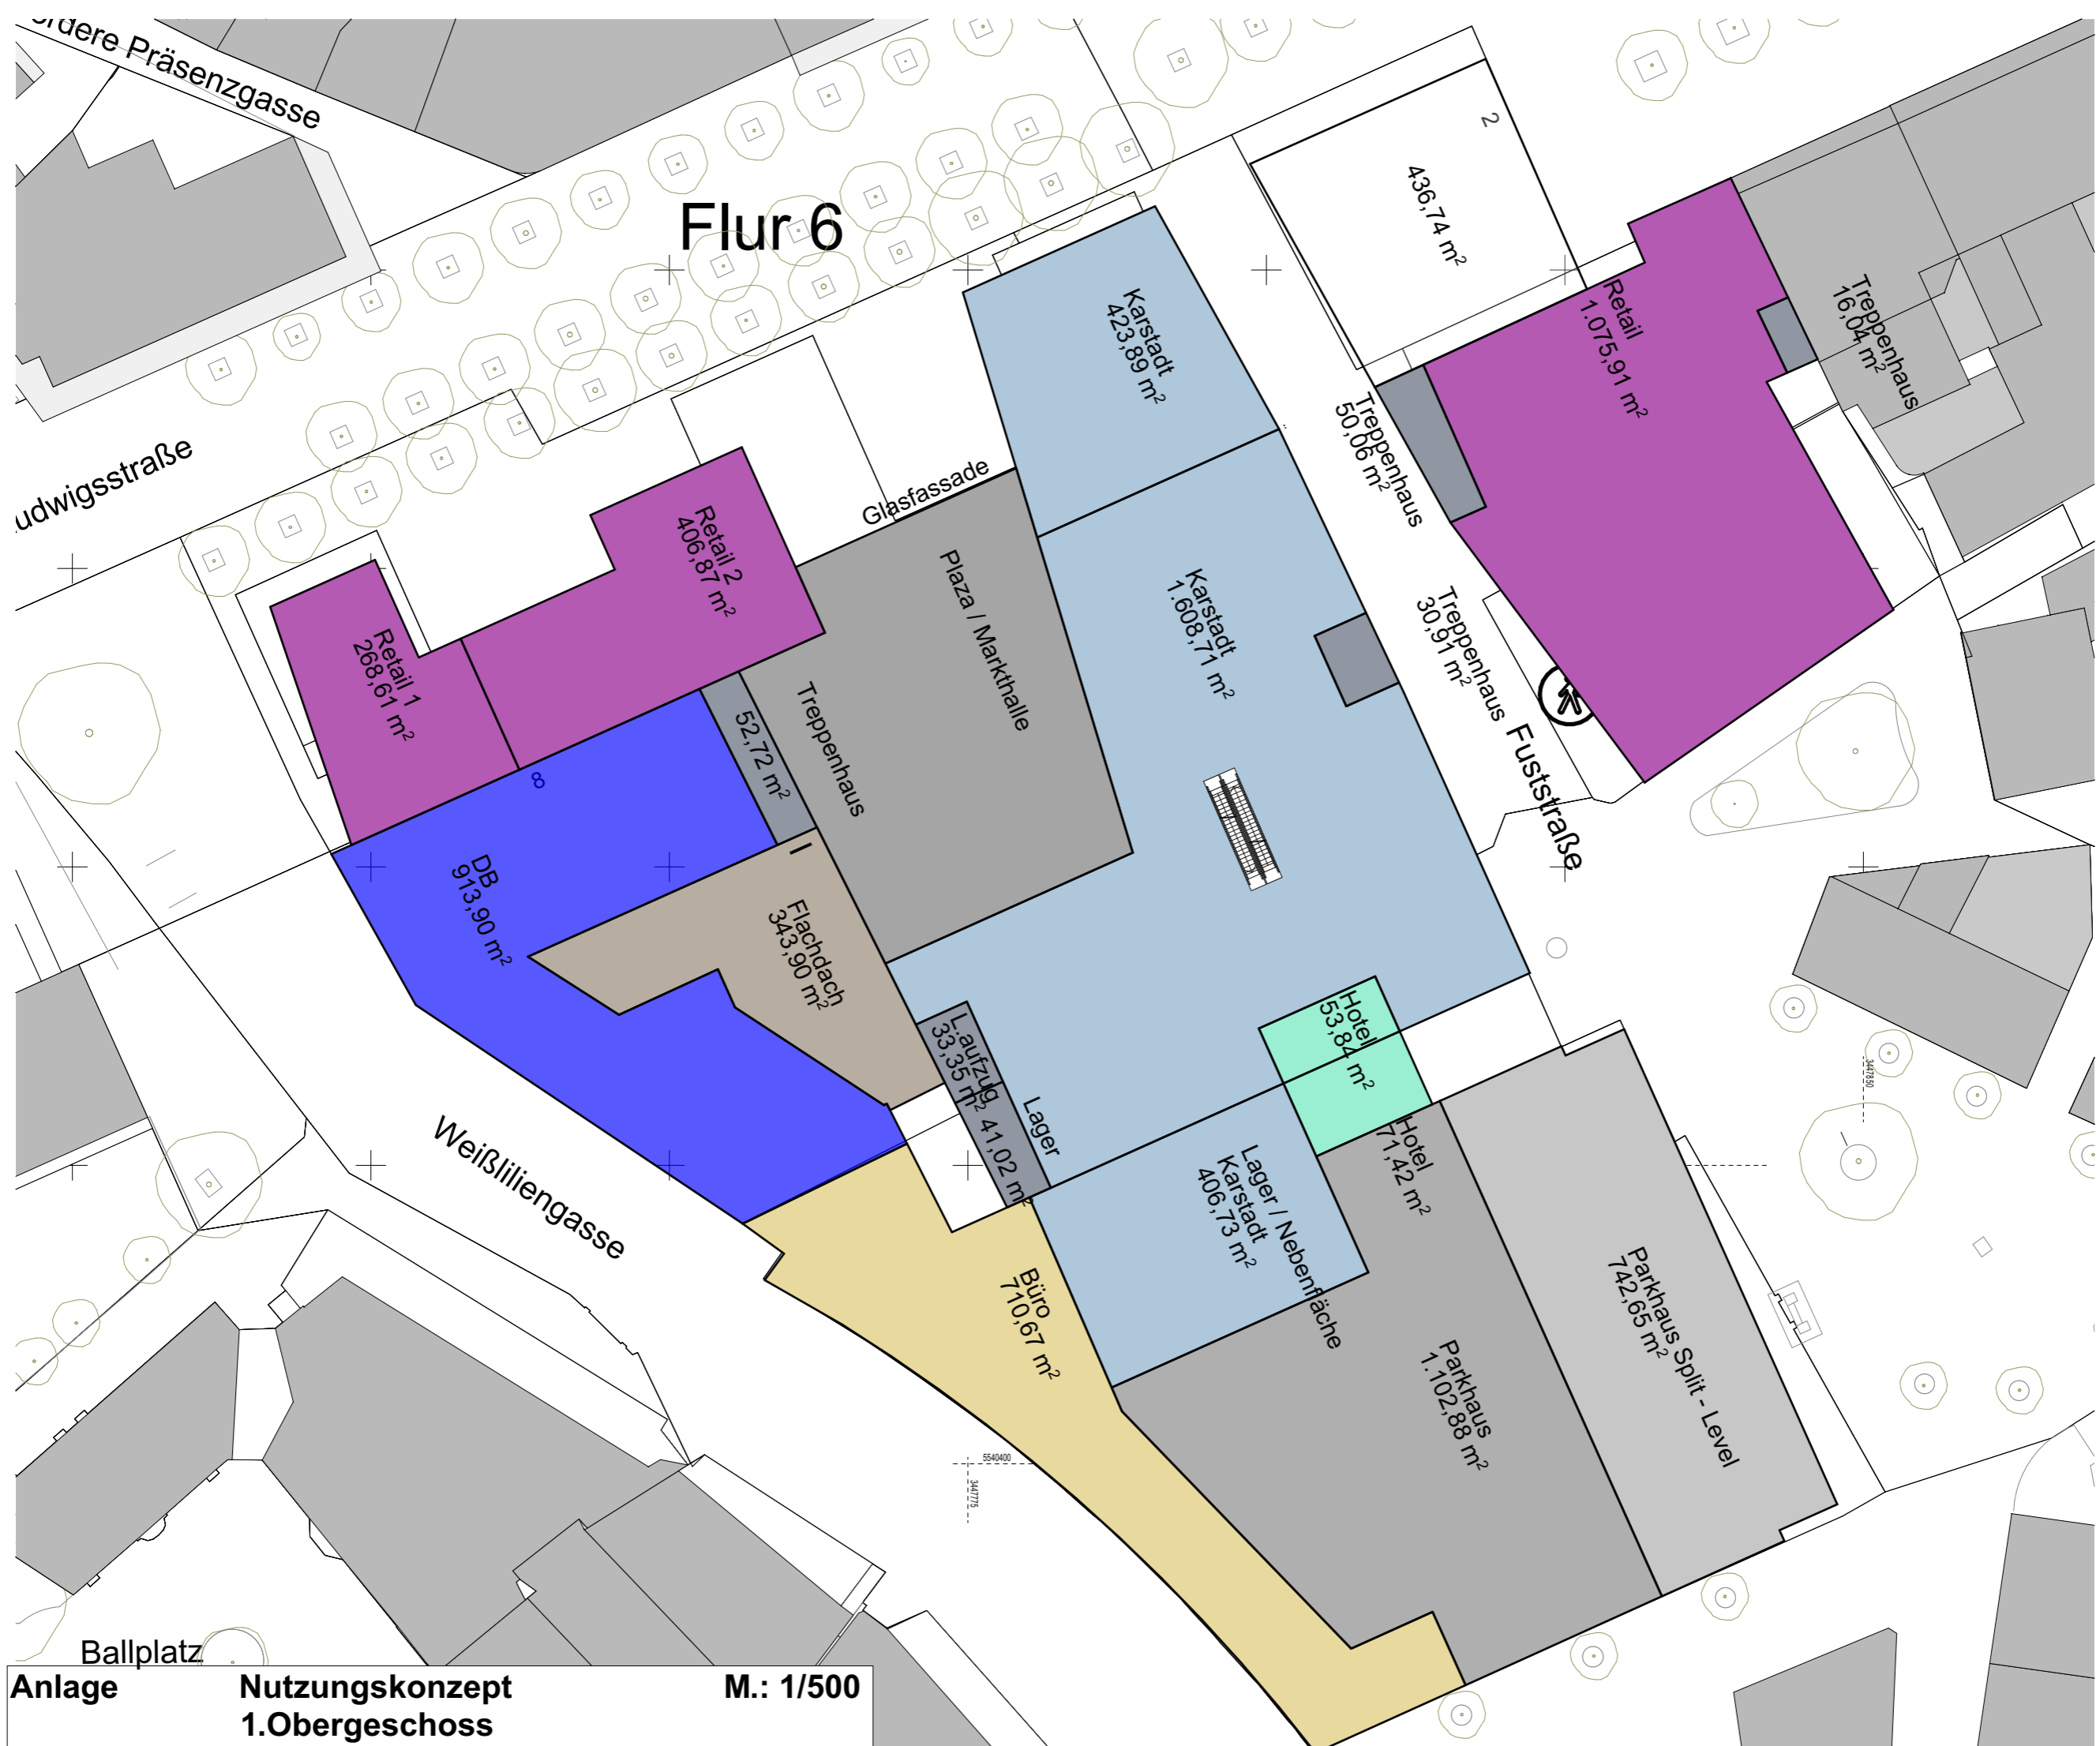 Präsenzgasse
Flur 6
2
436,74 m²
Karstadt
423,89 m²
Retail
1.075,91 m²
Treppenhaus
16,04 m²
Treppenhaus
50,06 m²
udwigsstraße
Glasfassade
Retail 2
406,87 m²
Plaza / Markthalle
Karstadt
1.608,71 m²
Treppenhaus
30,91 m²
Retail 1
268,61 m²
Treppenhaus
52,72 m²
8
Fuststraße
DB
913,90 m²
I
Flachdach
343,90 m²
L.aufzug
33,35 m²
Lager
41,02 m²
Hotel
53,84 m²
Hotel
71,42 m²
3447850
Weißliliengasse
Lager / Nebenfläche
Karstadt
406,73 m²
Büro
710,67 m²
Parkhaus
1.102,88 m²
Parkhaus Split - Level
742,65 m²
5540400
3447775
Ballplatz
Anlage Nutzungskonzept M.: 1/500
1.Obergeschoss